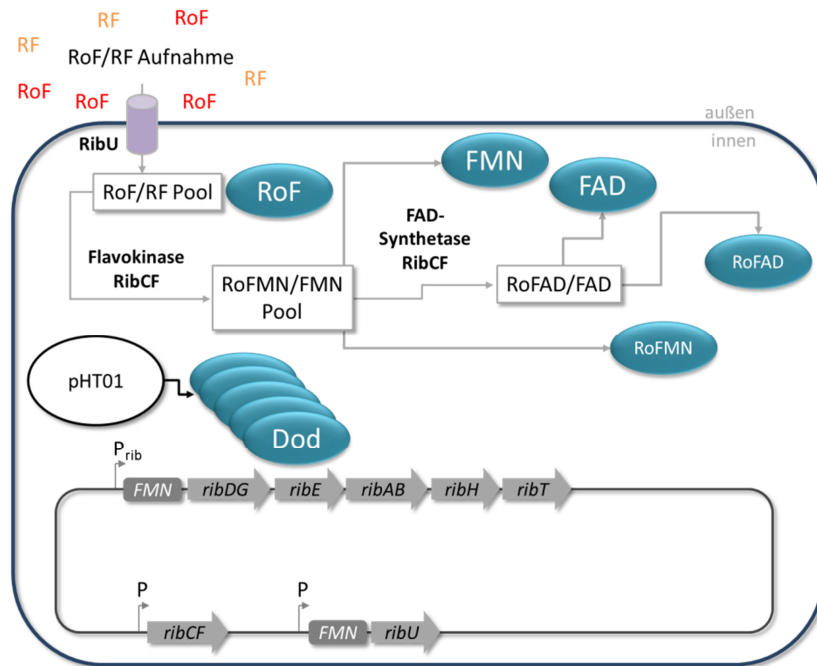 RF
RoF
RF
RoF/RF Aufnahme
RF
RoF
RoF
RoF
außen
innen
RibU
RoF/RF Pool
RoF
FMN
FAD
FAD-
Synthetase
RibCF
Flavokinase
RibCF
RoFMN/FMN
Pool
RoFAD/FAD
RoFAD
RoFMN
pHT01
Dod
Prib
FMN
ribDG
ribE
ribAB
ribH
ribT
P
ribCF
P
FMN
ribU